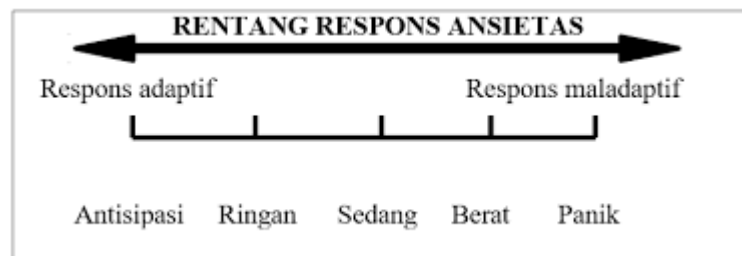 RENTANG RESPONS ANSIETAS
Respons adaptif Respons maladaptif
Antisipasi Ringan Sedang Berat Panik